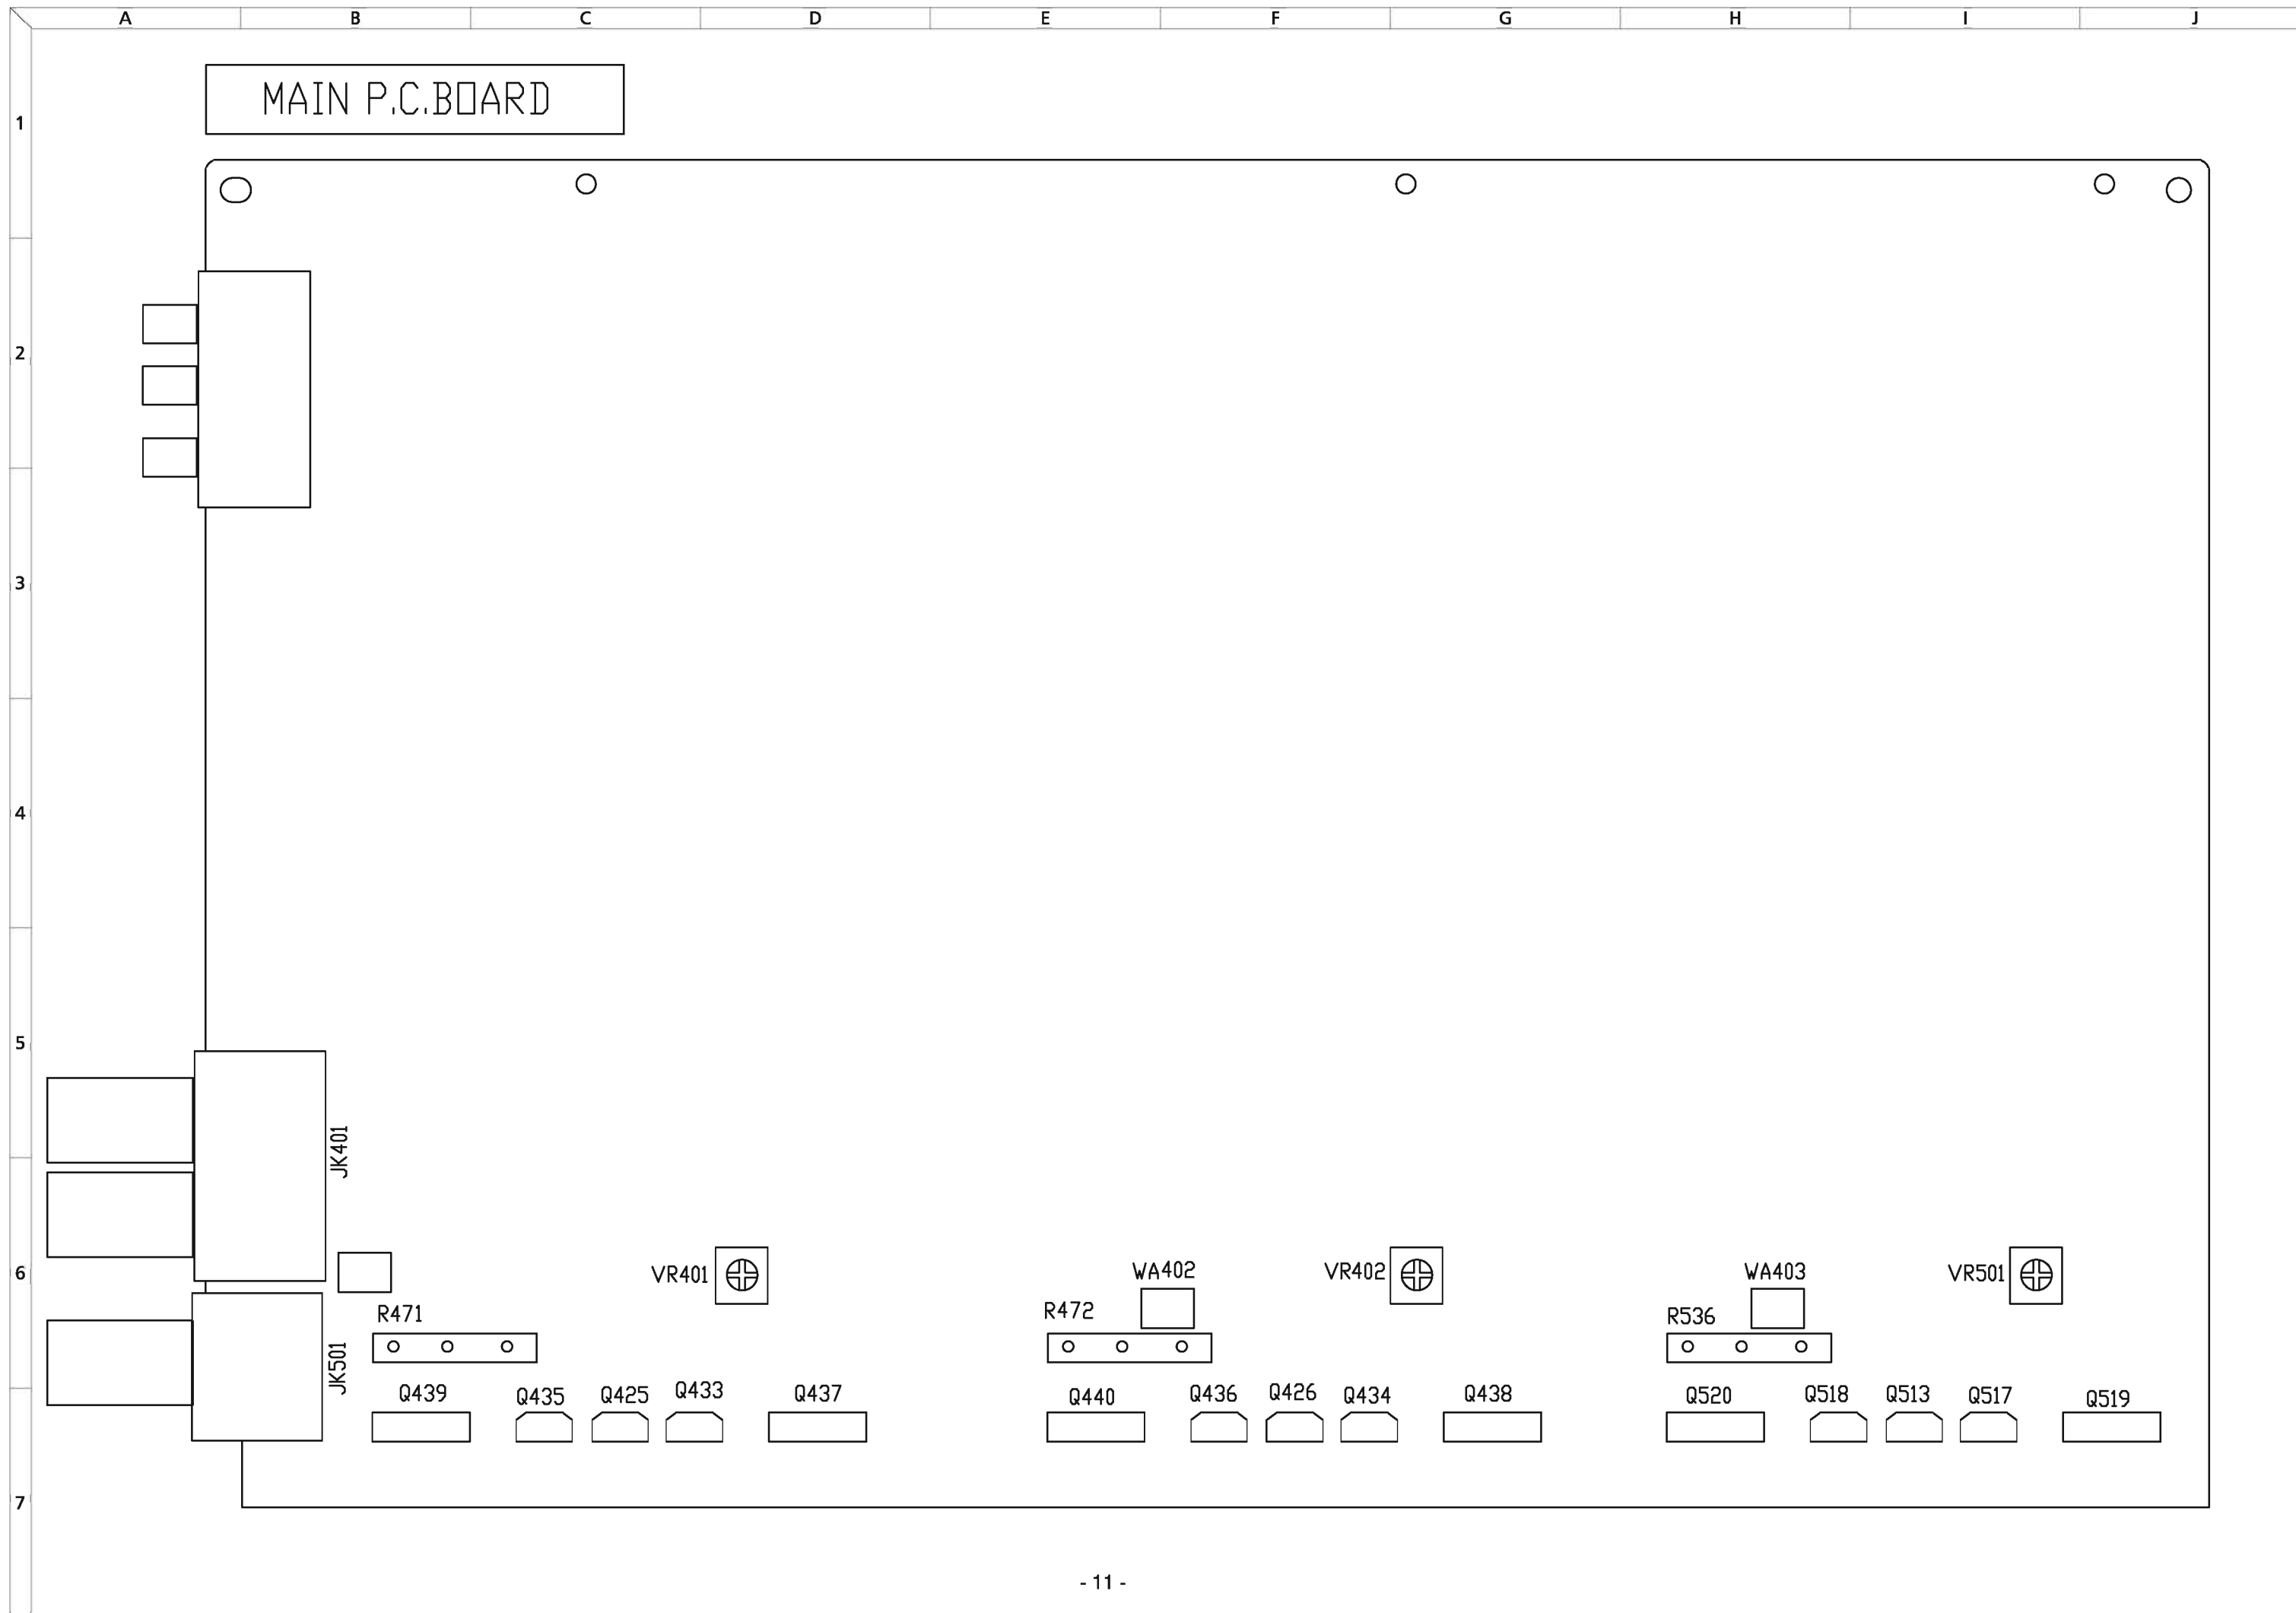 A B C D E F G H I J
1
MAIN P.C.BOARD
2
3
4
5
JK401
6
VR401
WA402
VR402
WA403
VR501
R471
R472
R536
JK501
Q439 Q435 Q425 Q433 Q437 Q440 Q436 Q426 Q434 Q438 Q520 Q518 Q513 Q517 Q519
7
- 11 -